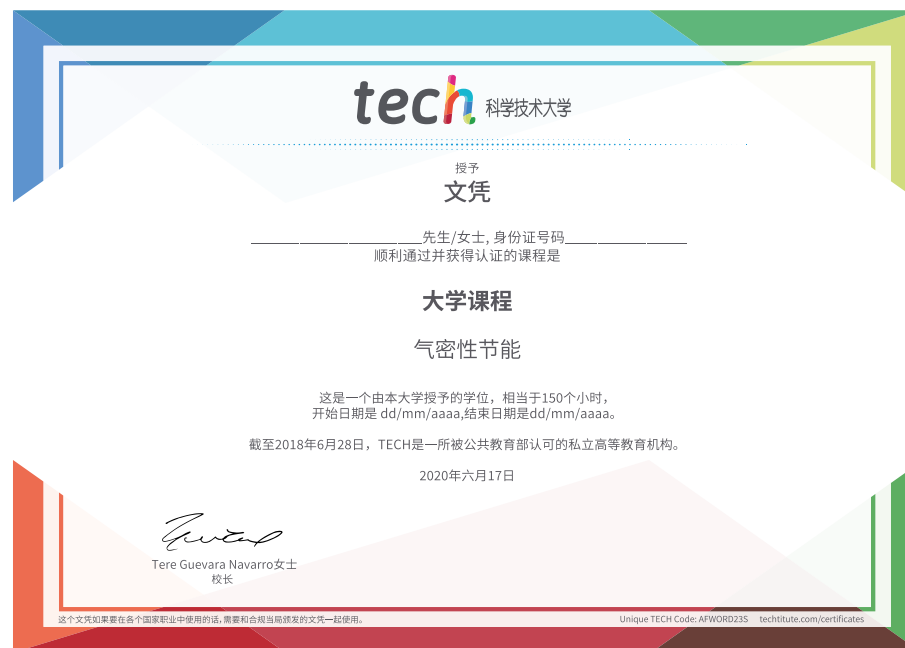 tech 科学技术大学
授予
文凭
______________________先生/女士, 身份证号码________________
顺利通过并获得认证的课程是
大学课程
气密性节能
这是一个由本大学授予的学位，相当于150个小时，
开始日期是 dd/mm/aaaa,结束日期是dd/mm/aaaa。
截至2018年6月28日，TECH是一所被公共教育部认可的私立高等教育机构。
2020年六月17日
Tere Guevara Navarro女士
校长
这个文凭如果要在各个国家职业中使用的话,需要和合规当局颁发的文凭一起使用。
Unique TECH Code: AFWORD23S techtitute.com/certificates